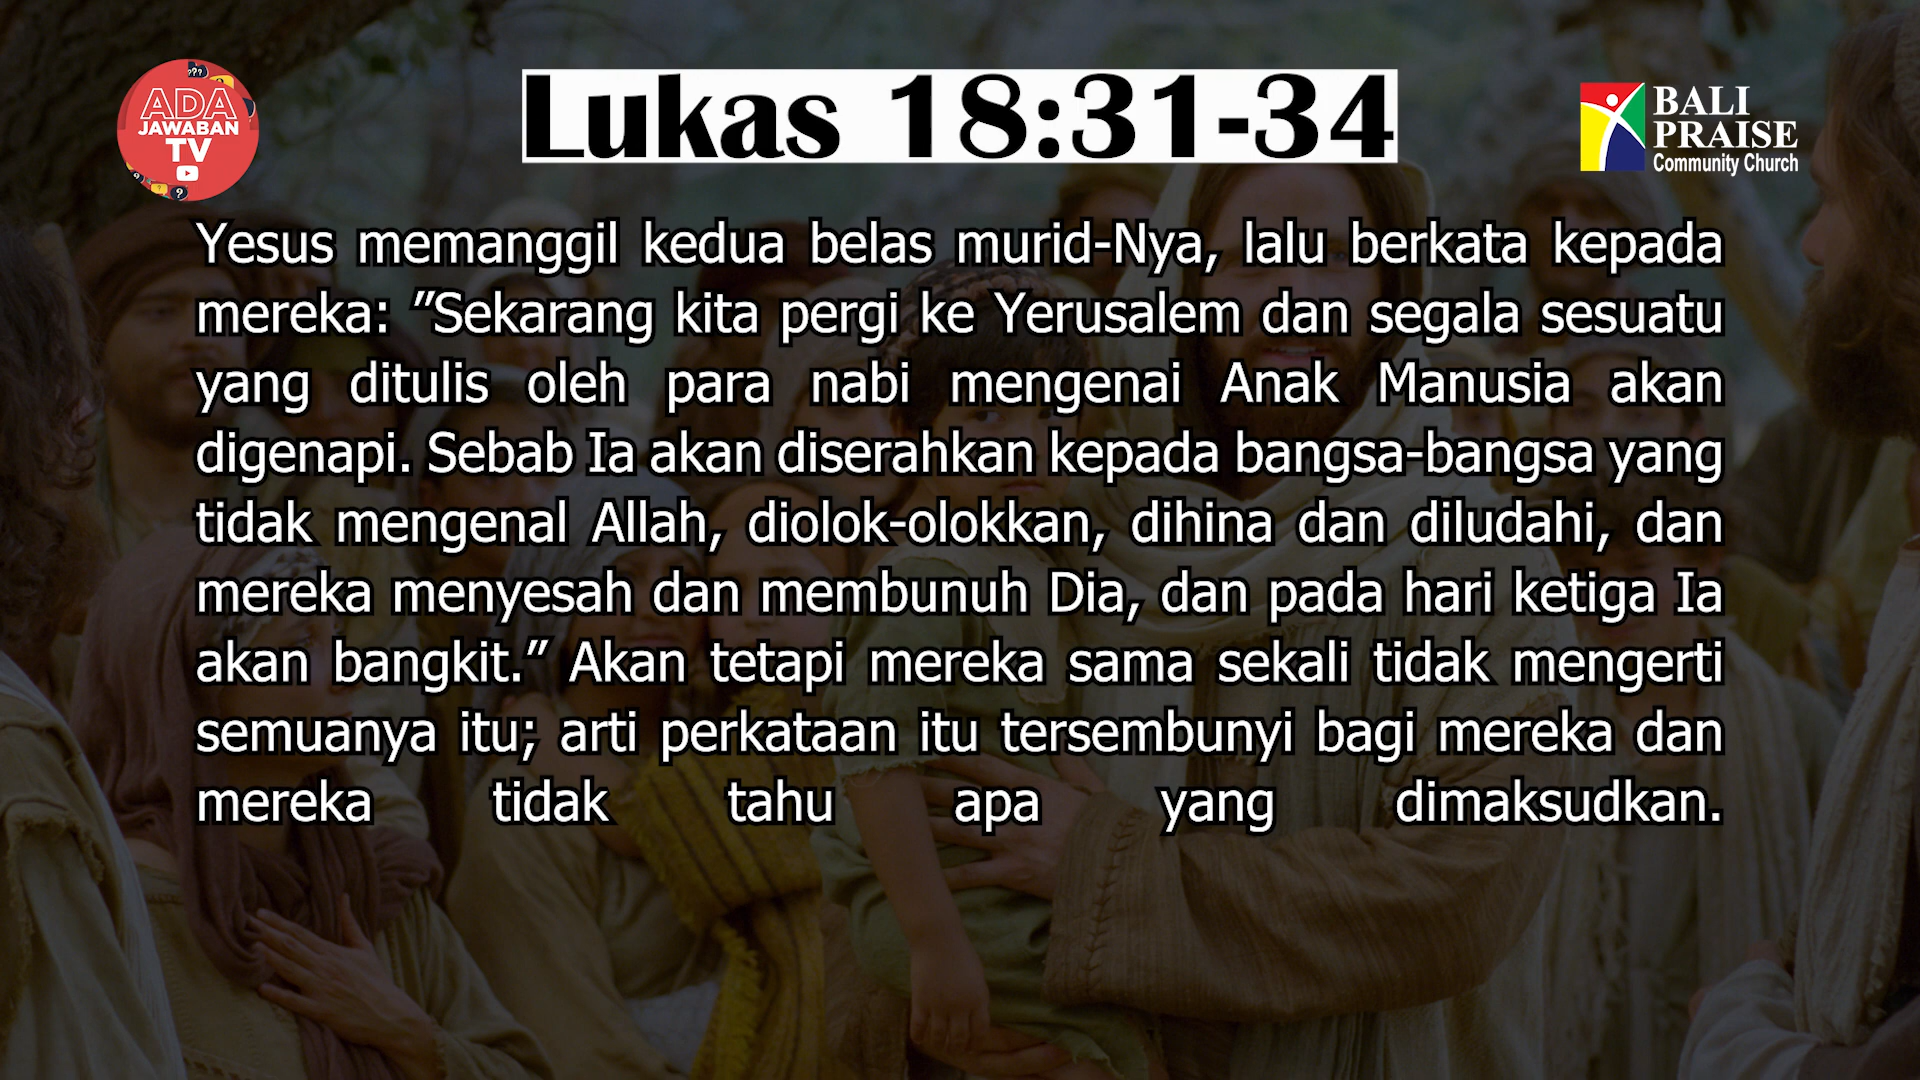 ???
ADA
JAWABAN
TV
?
?
Lukas 18:31-34
BALI
PRAISE
Community Church
Yesus memanggil kedua belas murid-Nya, lalu berkata kepada
mereka: ”Sekarang kita pergi ke Yerusalem dan segala sesuatu
yang ditulis oleh para nabi mengenai Anak Manusia akan
digenapi. Sebab Ia akan diserahkan kepada bangsa-bangsa yang
tidak mengenal Allah, diolok-olokkan, dihina dan diludahi, dan
mereka menyesah dan membunuh Dia, dan pada hari ketiga Ia
akan bangkit.” Akan tetapi mereka sama sekali tidak mengerti
semuanya itu; arti perkataan itu tersembunyi bagi mereka dan
mereka tidak tahu apa yang dimaksudkan.